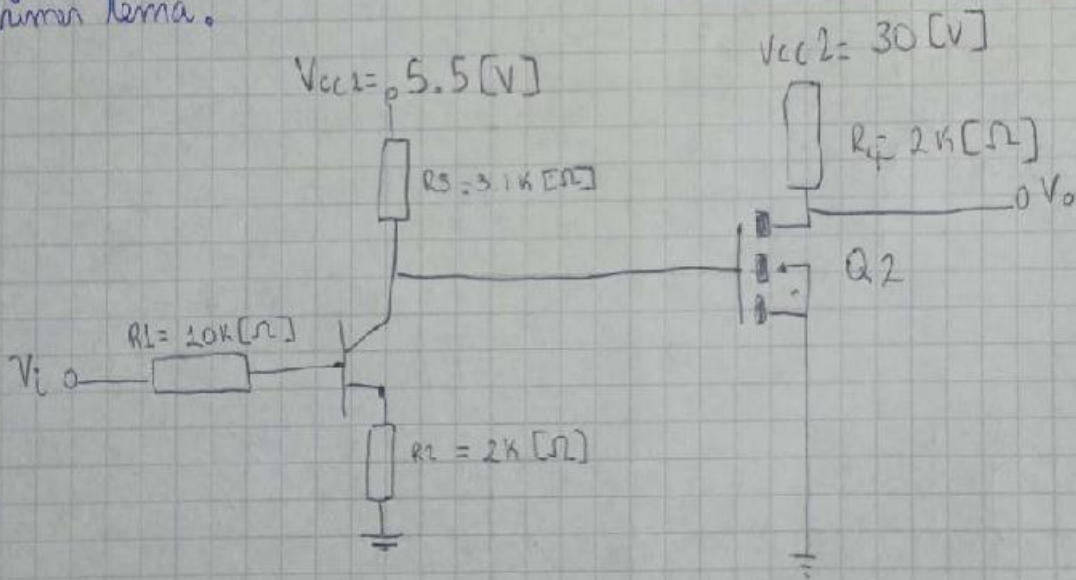 Vcc1= 5.5[V]
Vcc2= 30[V]
R3=3.1K[Ω]
R4= 2K[Ω]
Vo
Q2
R1= 10K[Ω]
Vi
R2 = 2K[Ω]